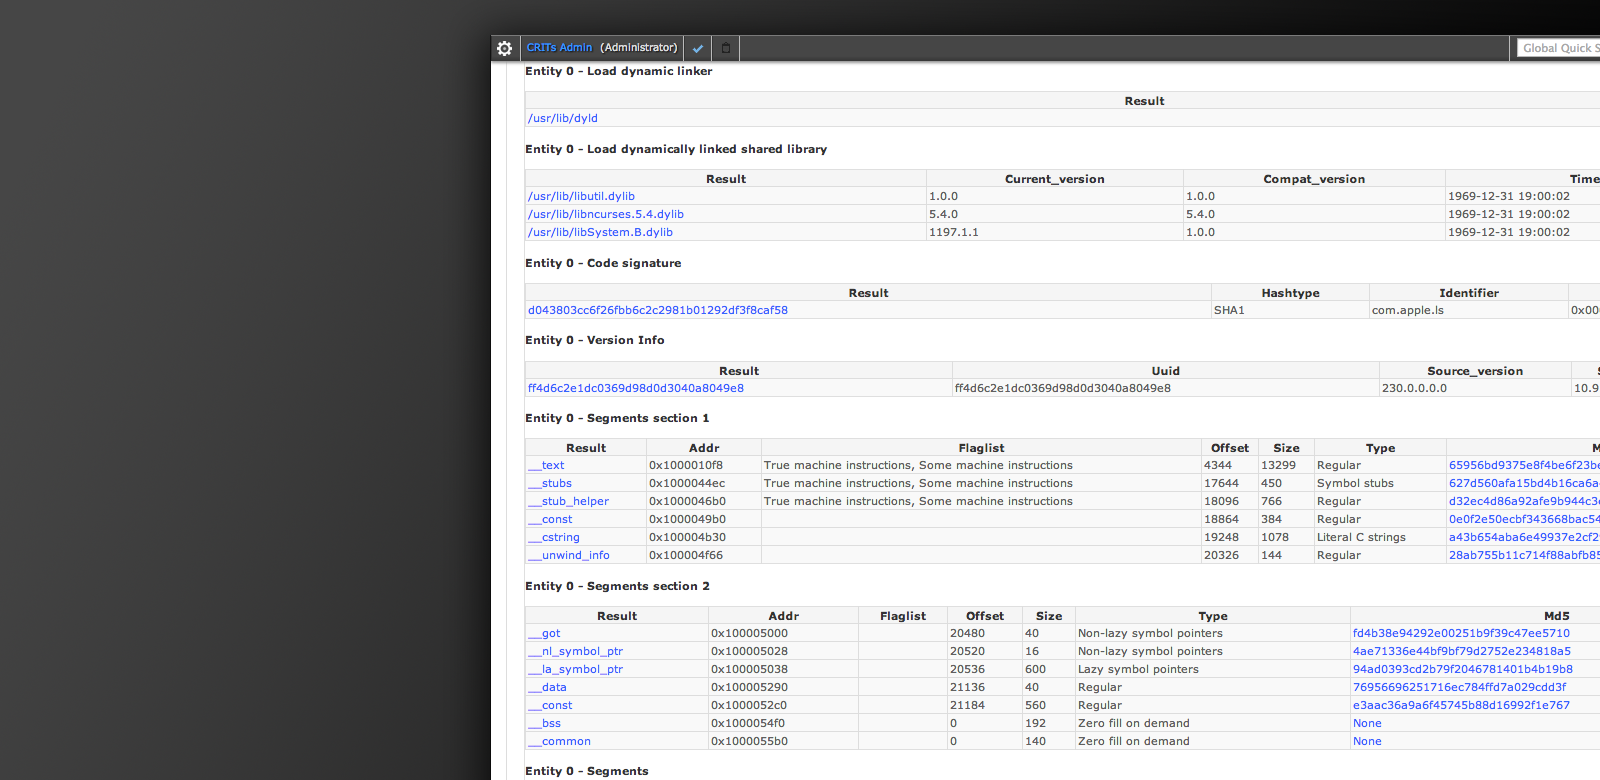 CRITs Admin (Administrator) Global Quick S
Entity 0 - Load dynamic linker
Result
/usr/lib/dyld
Entity 0 - Load dynamically linked shared library
Result Current_version Compat_version Time
/usr/lib/libutil.dylib 1.0.0 1.0.0 1969-12-31 19:00:02
/usr/lib/libncurses.5.4.dylib 5.4.0 5.4.0 1969-12-31 19:00:02
/usr/lib/libSystem.B.dylib 1197.1.1 1.0.0 1969-12-31 19:00:02
Entity 0 - Code signature
Result Hashtype Identifier
d043803cc6f26fbb6c2c2981b01292df3f8caf58 SHA1 com.apple.ls 0x00
Entity 0 - Version Info
Result Uuid Source_version
ff4d6c2e1dc0369d98d0d3040a8049e8 ff4d6c2e1dc0369d98d0d3040a8049e8 230.0.0.0.0 10.9
Entity 0 - Segments section 1
Result Addr Flaglist Offset Size Type M
__text 0x1000010f8 True machine instructions, Some machine instructions 4344 13299 Regular 65956bd9375e8f4be6f23be
__stubs 0x1000044ec True machine instructions, Some machine instructions 17644 450 Symbol stubs 627d560afa15bd4b16ca6a
__stub_helper 0x1000046b0 True machine instructions, Some machine instructions 18096 766 Regular d32ec4d86a92afe9b944c3
__const 0x1000049b0 18864 384 Regular 0e0f2e50ecbf343668bac54
__cstring 0x100004b30 19248 1078 Literal C strings a43b654aba6e49937e2cf2
__unwind_info 0x100004f66 20326 144 Regular 28ab755b11c714f88abfb85
Entity 0 - Segments section 2
Result Addr Flaglist Offset Size Type Md5
__got 0x100005000 20480 40 Non-lazy symbol pointers fd4b38e94292e00251b9f39c47ee5710
__nl_symbol_ptr 0x100005028 20520 16 Non-lazy symbol pointers 4ae71336e44bf9bf79d2752e234818a5
__la_symbol_ptr 0x100005038 20536 600 Lazy symbol pointers 94ad0393cd2b79f2046781401b4b19b8
__data 0x100005290 21136 40 Regular 76956696251716ec784ffd7a029cdd3f
__const 0x1000052c0 21184 560 Regular e3aac36a9a6f45745b88d16992f1e767
__bss 0x1000054f0 0 192 Zero fill on demand None
__common 0x1000055b0 0 140 Zero fill on demand None
Entity 0 - Segments